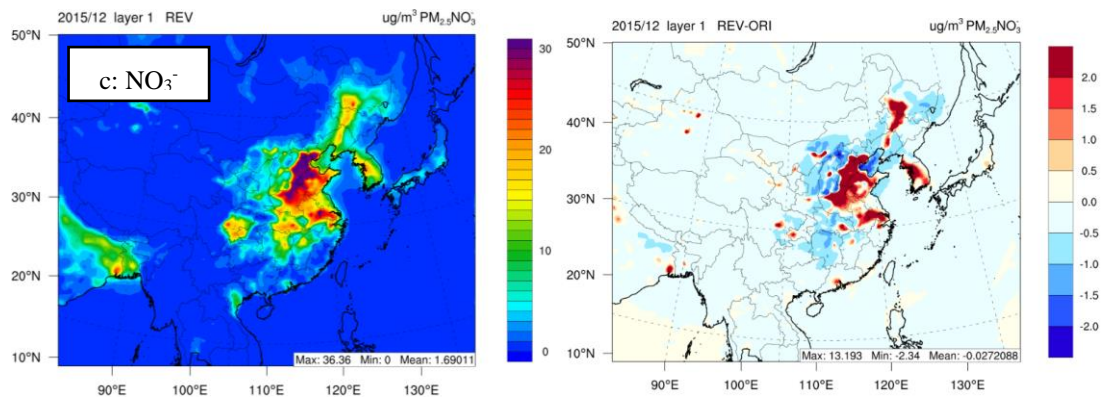 2015/12 layer 1 REV ug/m³ PM₂.₅NO₃⁻
c: NO₃⁻
50°N
40°N
30°N
20°N
10°N
90°E 100°E 110°E 120°E 130°E
30
20
10
0
Max: 36.36 Min: 0 Mean: 1.69011
2015/12 layer 1 REV-ORI ug/m³ PM₂.₅NO₃⁻
50°N
40°N
30°N
20°N
10°N
90°E 100°E 110°E 120°E 130°E
2.0
1.5
1.0
0.5
0.0
-0.5
-1.0
-1.5
-2.0
Max: 13.193 Min: -2.34 Mean: -0.0272088